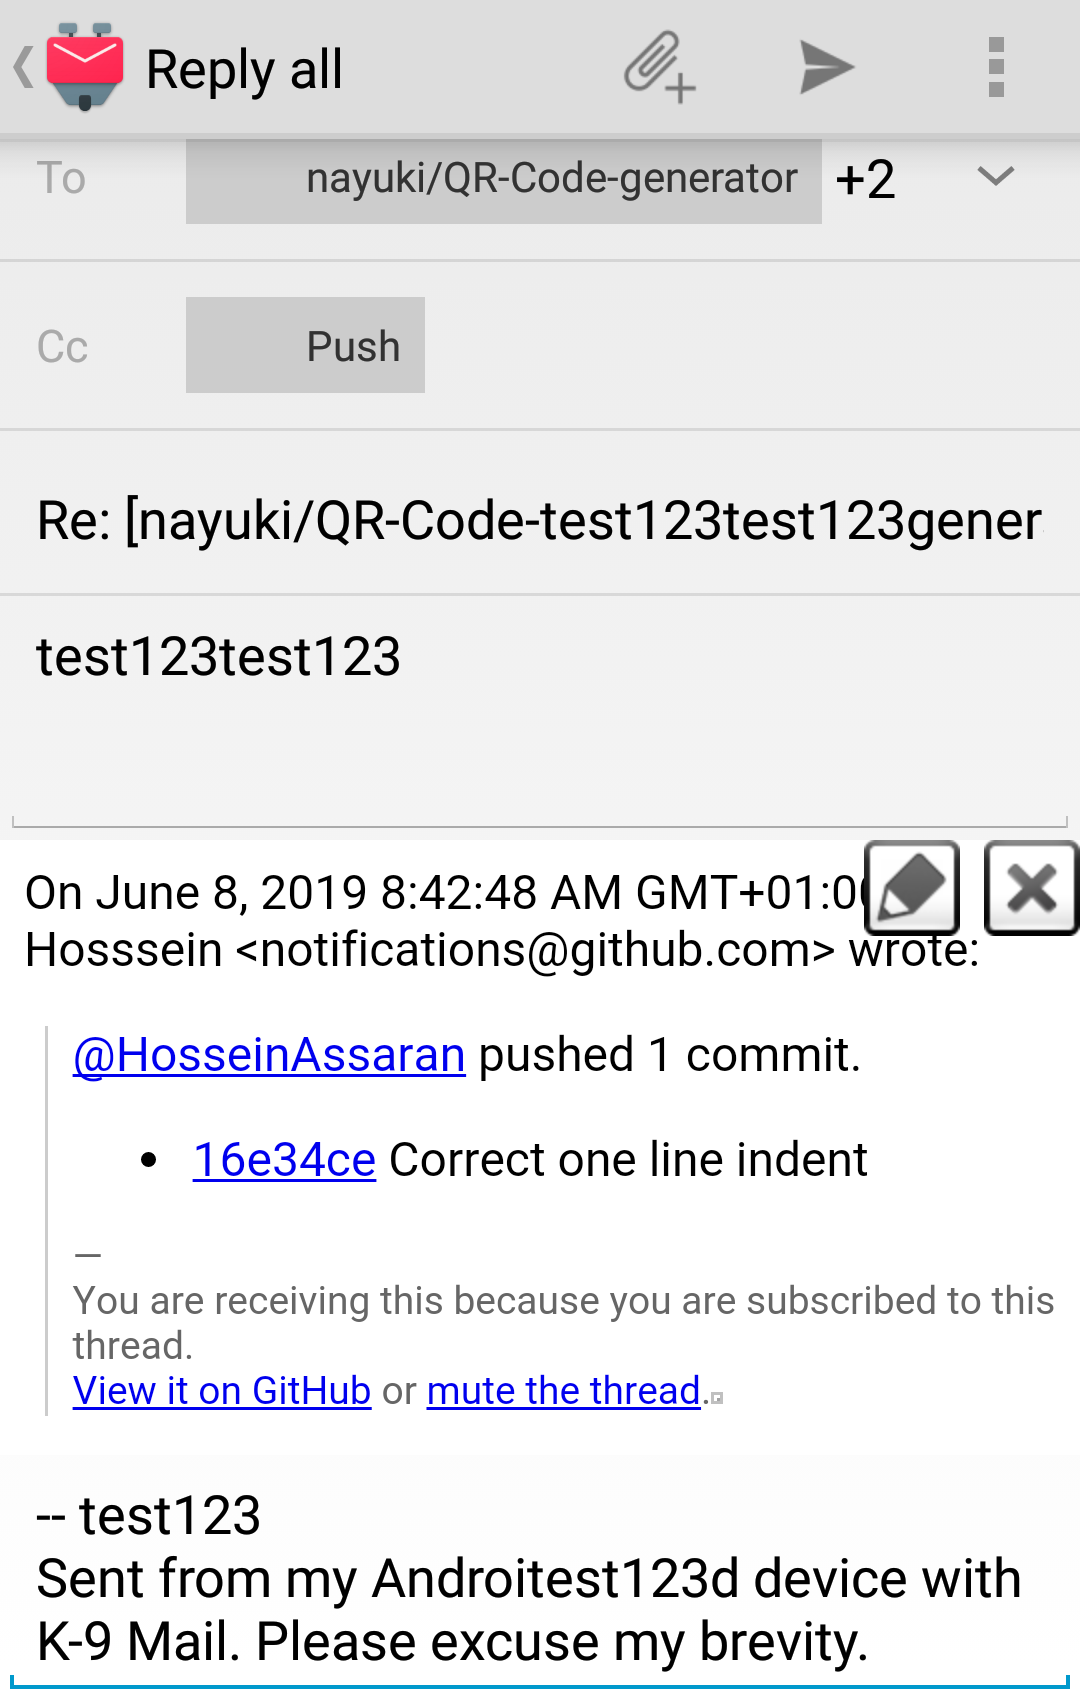 Reply all
To nayuki/QR-Code-generator +2
Cc Push
Re: [nayuki/QR-Code-test123test123gener
test123test123
On June 8, 2019 8:42:48 AM GMT+01:0
Hosssein <notifications@github.com> wrote:
@HosseinAssaran pushed 1 commit.
• 16e34ce Correct one line indent
—
You are receiving this because you are subscribed to this
thread.
View it on GitHub or mute the thread.
-- test123
Sent from my Androitest123d device with
K-9 Mail. Please excuse my brevity.